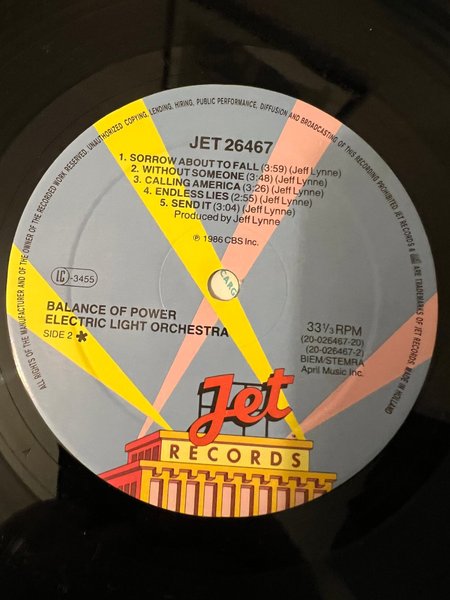 ALL RIGHTS OF THE MANUFACTURER AND OF THE OWNER OF THE RECORDED WORK RESERVED. UNAUTHORIZED COPYING, LENDING, HIRING, PUBLIC PERFORMANCE, DIFFUSION AND BROADCASTING OF THIS RECORDING PROHIBITED. JET RECORDS & ARE TRADEMARKS OF JET RECORDS MADE IN HOLLAND
JET 26467
1. SORROW ABOUT TO FALL (3:59) (Jeff Lynne)
2. WITHOUT SOMEONE (3:48) (Jeff Lynne)
3. CALLING AMERICA (3:26) (Jeff Lynne)
4. ENDLESS LIES (2:55) (Jeff Lynne)
5. SEND IT (3:04) (Jeff Lynne)
Produced by Jeff Lynne
℗ 1986 CBS Inc.
LC-3455
BALANCE OF POWER
ELECTRIC LIGHT ORCHESTRA
SIDE 2 *
33⅓ RPM
(20-026467-20)
(20-026467-2)
BIEM/STEMRA
April Music Inc.
Jet
RECORDS